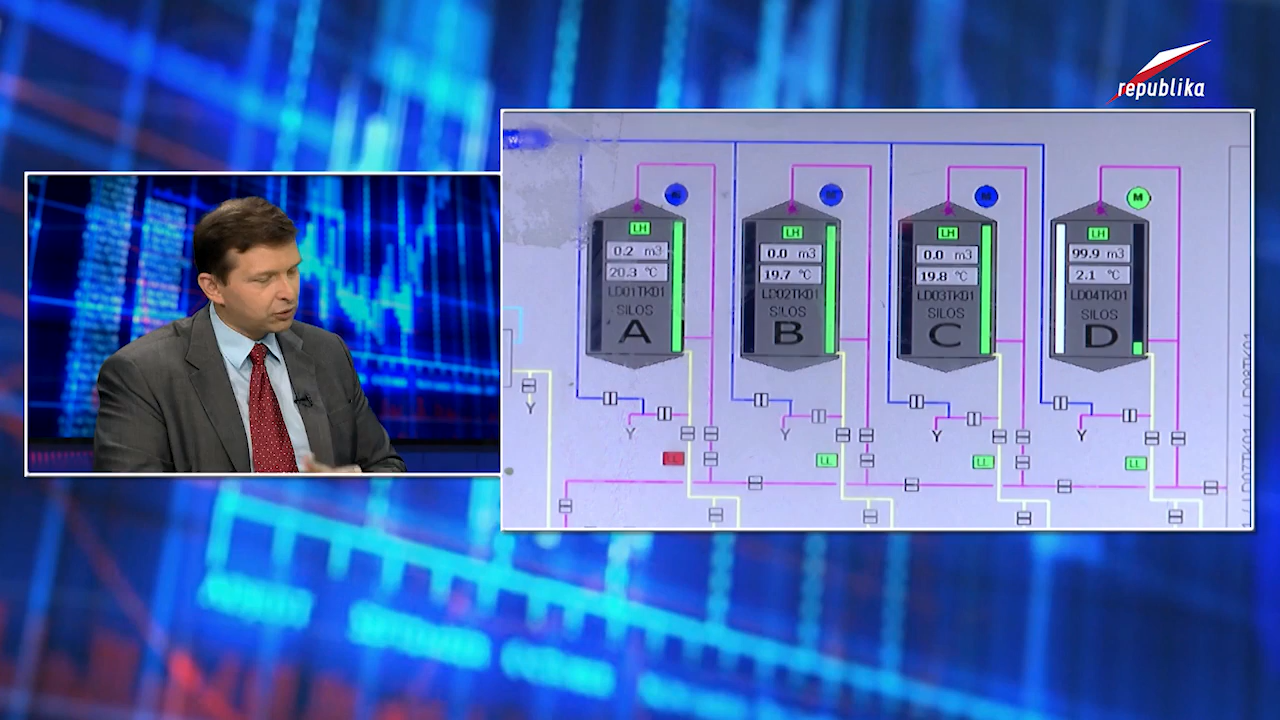 republika
W
M
M
M
M
LH
0.2 m3
20.3 °C
LD01TK01
SILOS
A
LH
0.0 m3
19.7 °C
LD02TK01
SILOS
B
LH
0.0 m3
19.8 °C
LD03TK01
SILOS
C
LH
99.9 m3
2.1 °C
LD04TK01
SILOS
D
LL
LL
LL
LL